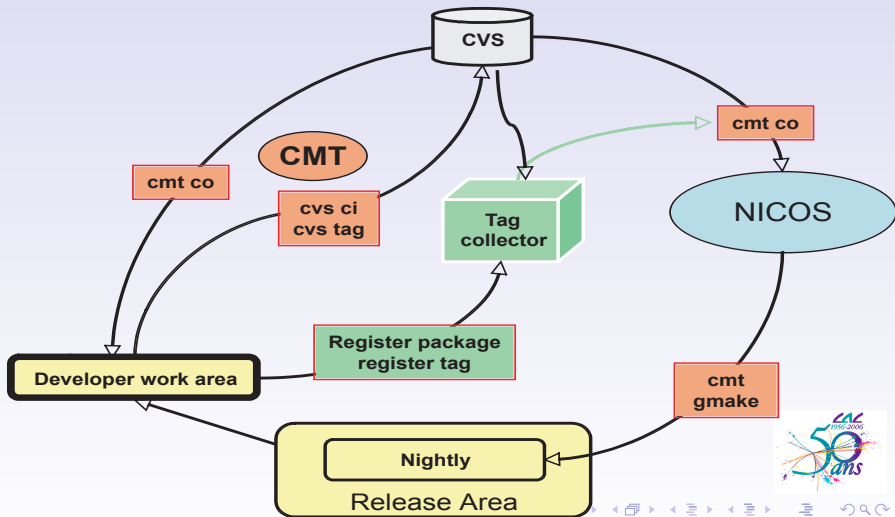 CVS
cmt co
CMT
cmt co
cvs ci
cvs tag
Tag
collector
NICOS
Register package
register tag
Developer work area
cmt
gmake
Nightly
Release Area
LAL
1956-2006
50
ans